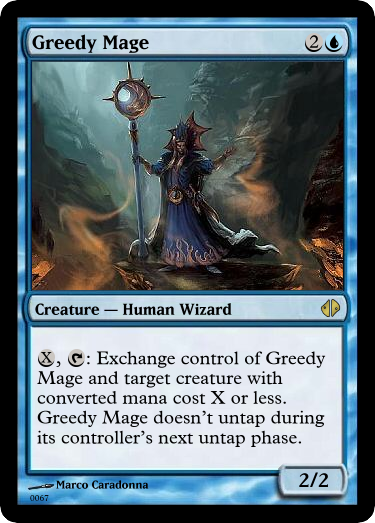 Greedy Mage 2
Creature — Human Wizard
X, : Exchange control of Greedy
Mage and target creature with
converted mana cost X or less.
Greedy Mage doesn't untap during
its controller's next untap phase.
2/2
Marco Caradonna
0067